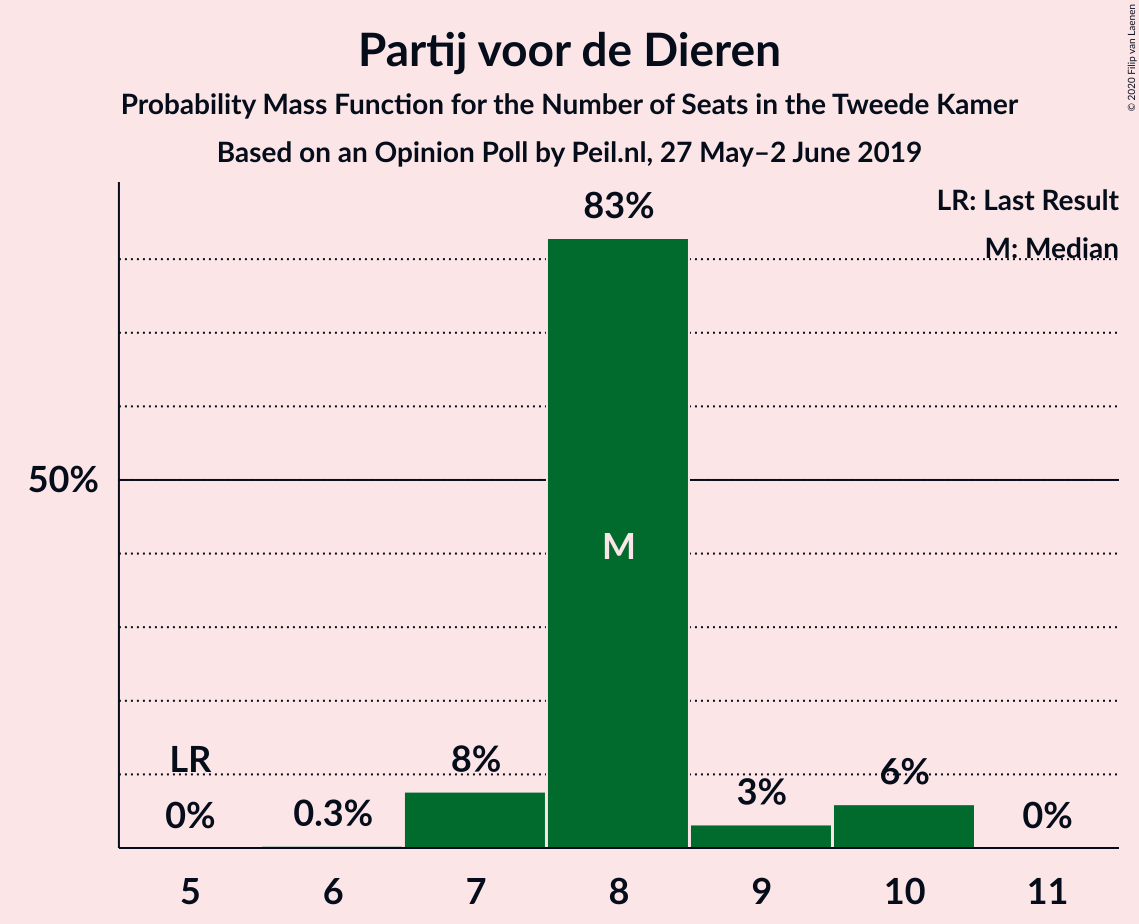 Partij voor de Dieren
Probability Mass Function for the Number of Seats in the Tweede Kamer
Based on an Opinion Poll by Peil.nl, 27 May–2 June 2019
© 2020 Filip van Laenen
LR: Last Result
M: Median
83%
50%
M
LR
0%
0.3%
8%
3%
6%
0%
5 6 7 8 9 10 11